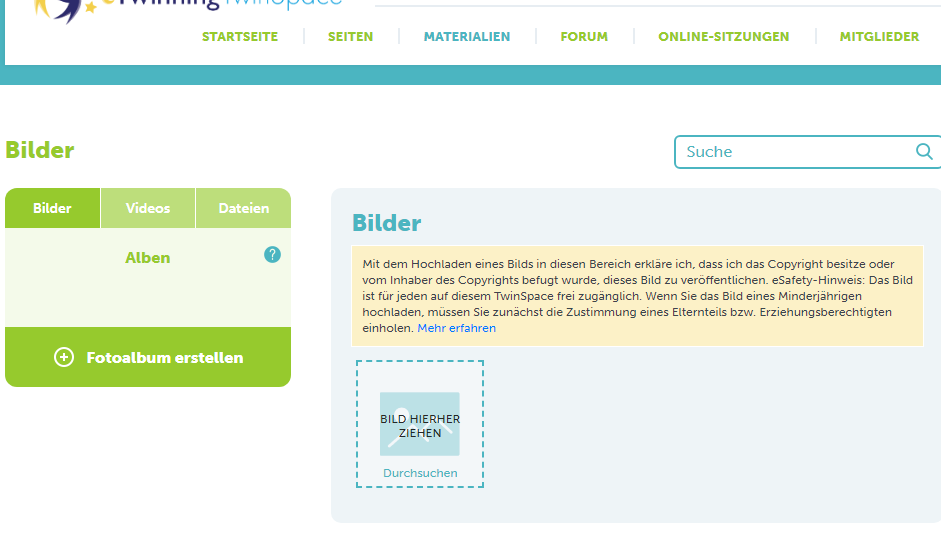 eTwinning TwinSpace
STARTSEITE
SEITEN
MATERIALIEN
FORUM
ONLINE-SITZUNGEN
MITGLIEDER
Bilder
Suche
Bilder
Videos
Dateien
Alben
?
Fotoalbum erstellen
Bilder
Mit dem Hochladen eines Bilds in diesen Bereich erkläre ich, dass ich das Copyright besitze oder
vom Inhaber des Copyrights befugt wurde, dieses Bild zu veröffentlichen. eSafety-Hinweis: Das Bild
ist für jeden auf diesem TwinSpace frei zugänglich. Wenn Sie das Bild eines Minderjährigen
hochladen, müssen Sie zunächst die Zustimmung eines Elternteils bzw. Erziehungsberechtigten
einholen. Mehr erfahren
BILD HIERHER
ZIEHEN
Durchsuchen